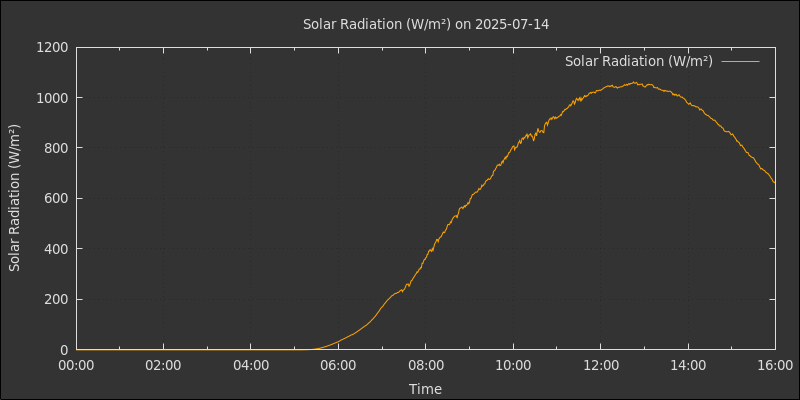 Solar Radiation (W/m²) on 2025-07-14
Solar Radiation (W/m²)
1200
1000
800
600
400
200
0
Solar Radiation (W/m²)
00:00 02:00 04:00 06:00 08:00 10:00 12:00 14:00 16:00
Time